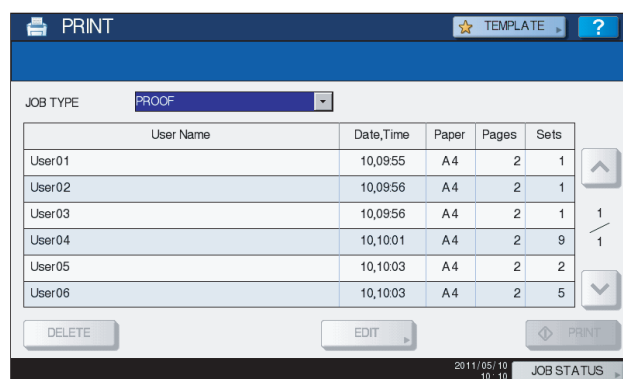 PRINT TEMPLATE ?
JOB TYPE PROOF
User Name Date,Time Paper Pages Sets
User01 10,09:55 A4 2 1
User02 10,09:56 A4 2 1
User03 10,09:56 A4 2 1
User04 10,10:01 A4 2 9
User05 10,10:03 A4 2 2
User06 10,10:03 A4 2 5
1
1
DELETE EDIT PRINT
2011/05/10
10:10 JOB STATUS